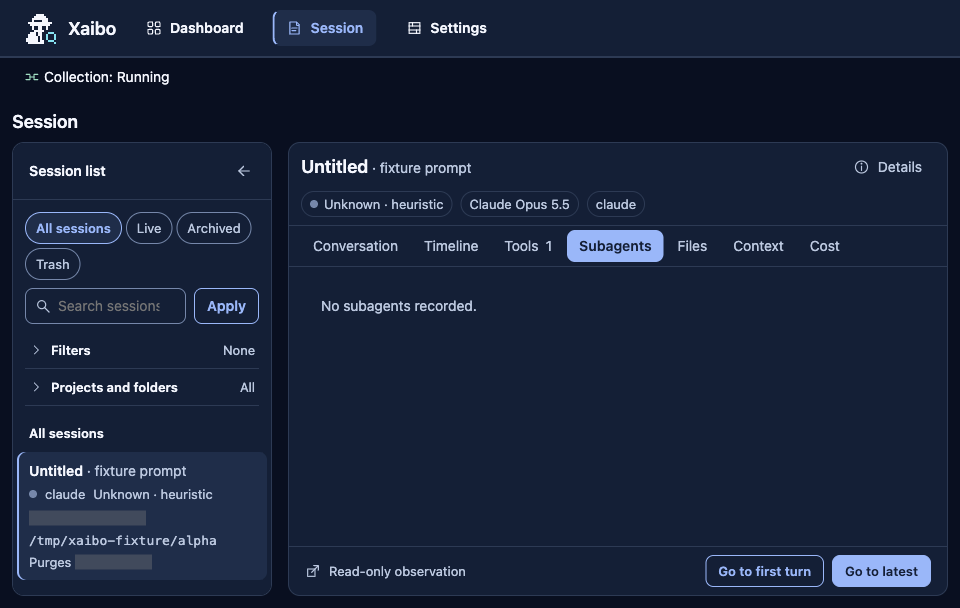 Xaibo Dashboard Session Settings
Collection: Running
Session
Session list
All sessions Live Archived
Trash
Search sessions Apply
Filters None
Projects and folders All
All sessions
Untitled · fixture prompt
claude Unknown · heuristic
/tmp/xaibo-fixture/alpha
Purges
Untitled · fixture prompt Details
Unknown · heuristic Claude Opus 5.5 claude
Conversation Timeline Tools 1 Subagents Files Context Cost
No subagents recorded.
Read-only observation Go to first turn Go to latest